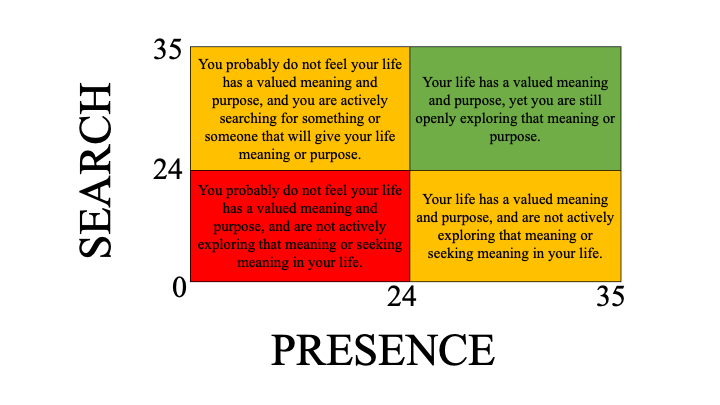 35
You probably do not feel your life
has a valued meaning and
purpose, and you are actively
searching for something or
someone that will give your life
meaning or purpose.
Your life has a valued meaning
and purpose, yet you are still
openly exploring that meaning or
purpose.
SEARCH
24
You probably do not feel your life
has a valued meaning and
purpose, and are not actively
exploring that meaning or seeking
meaning in your life.
Your life has a valued meaning
and purpose, and are not actively
exploring that meaning or
seeking meaning in your life.
0
24
35
PRESENCE